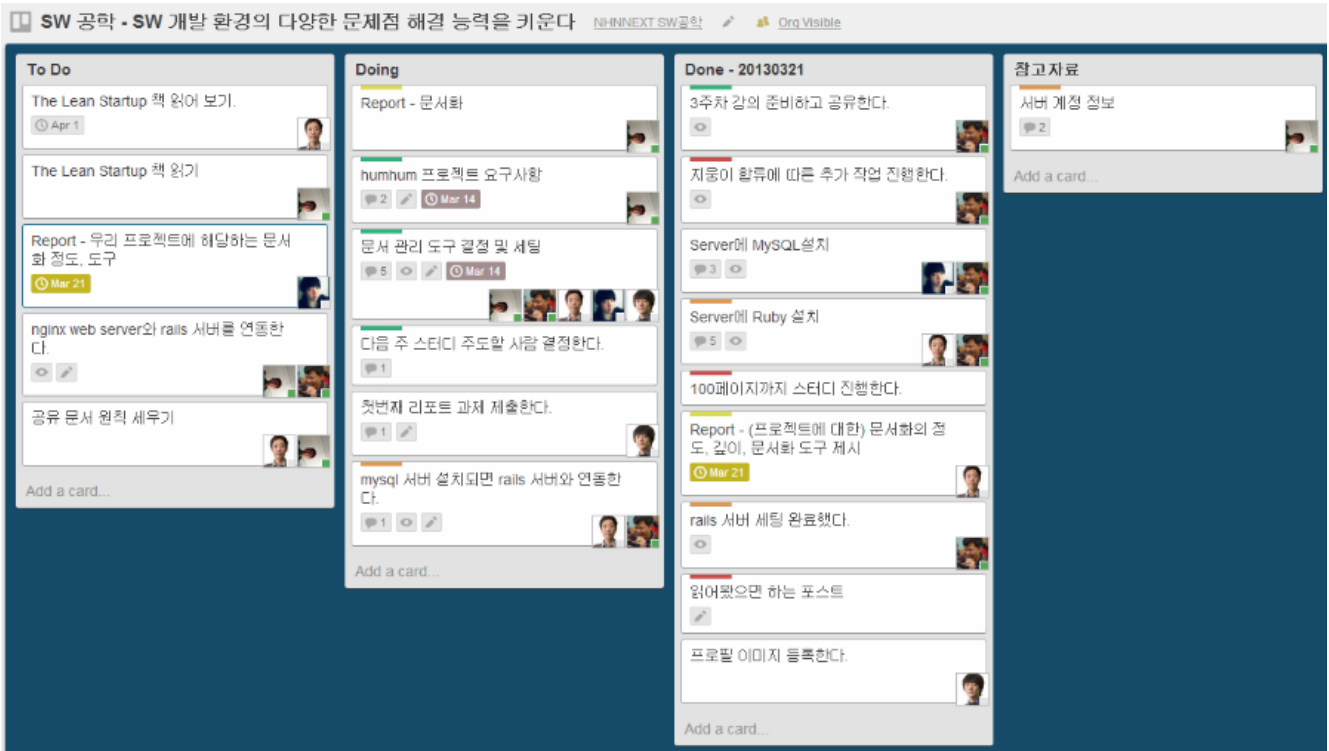 SW 공학 - SW 개발 환경의 다양한 문제점 해결 능력을 키운다 NHNNEXT SW공학 Org Visible
To Do
The Lean Startup 책 읽어 보기.
Apr 1
The Lean Startup 책 읽기
Report - 우리 프로젝트에 해당하는 문서
화 정도, 도구
Mar 21
nginx web server와 rails 서버를 연동한
다.
공유 문서 원칙 세우기
Add a card...
Doing
Report - 문서화
humhum 프로젝트 요구사항
2 Mar 14
문서 관리 도구 결정 및 세팅
5 Mar 14
다음 주 스터디 주도할 사람 결정한다.
1
첫번째 리포트 과제 제출한다.
1
mysql 서버 설치되면 rails 서버와 연동한
다.
1
Add a card...
Done - 20130321
3주차 강의 준비하고 공유한다.
지웅이 합류에 따른 추가 작업 진행한다.
Server에 MySQL설치
3
Server에 Ruby 설치
5
100페이지까지 스터디 진행한다.
Report - (프로젝트에 대한) 문서화의 정
도, 깊이, 문서화 도구 제시
Mar 21
rails 서버 세팅 완료했다.
읽어봤으면 하는 포스트
프로필 이미지 등록한다.
Add a card...
참고자료
서버 계정 정보
2
Add a card...